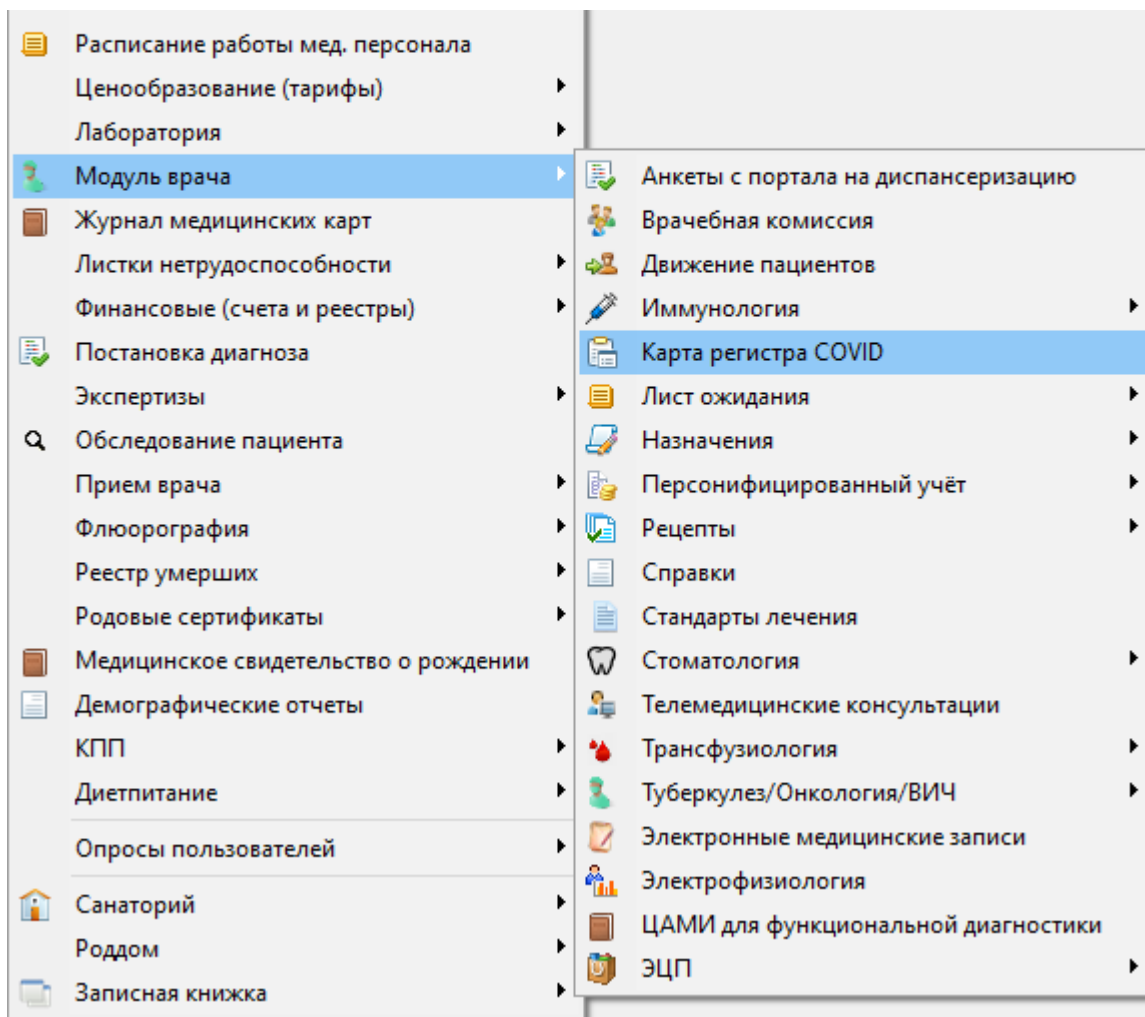 Расписание работы мед. персонала
Ценообразование (тарифы)
Лаборатория
Модуль врача
Журнал медицинских карт
Листки нетрудоспособности
Финансовые (счета и реестры)
Постановка диагноза
Экспертизы
Обследование пациента
Прием врача
Флюорография
Реестр умерших
Родовые сертификаты
Медицинское свидетельство о рождении
Демографические отчеты
КПП
Диетпитание
Опросы пользователей
Санаторий
Роддом
Записная книжка
Анкеты с портала на диспансеризацию
Врачебная комиссия
Движение пациентов
Иммунология
Карта регистра COVID
Лист ожидания
Назначения
Персонифицированный учёт
Рецепты
Справки
Стандарты лечения
Стоматология
Телемедицинские консультации
Трансфузиология
Туберкулез/Онкология/ВИЧ
Электронные медицинские записи
Электрофизиология
ЦАМИ для функциональной диагностики
ЭЦП